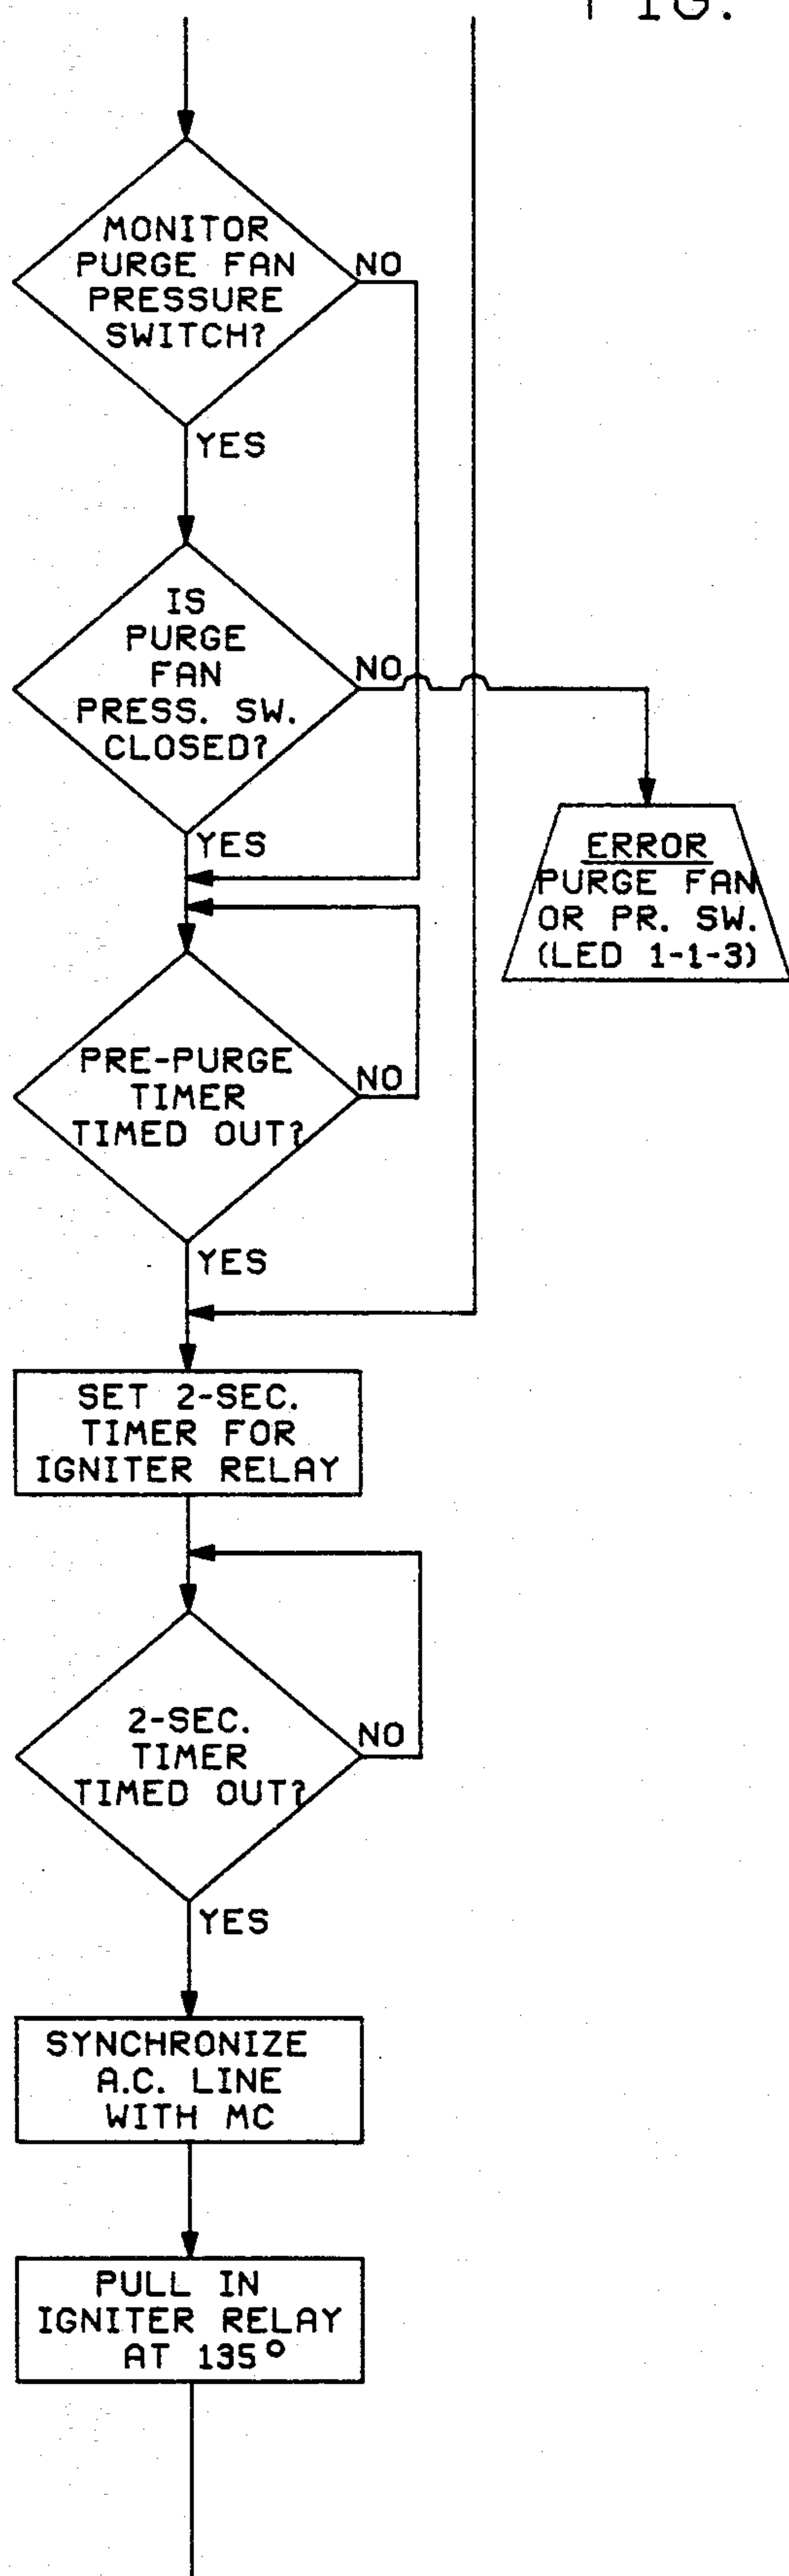 FIG.
MONITOR
PURGE FAN
PRESSURE
SWITCH?
NO
YES
IS
PURGE
FAN
PRESS. SW.
CLOSED?
NO
YES
ERROR
PURGE FAN
OR PR. SW.
(LED 1-1-3)
PRE-PURGE
TIMER
TIMED OUT?
NO
YES
SET 2-SEC.
TIMER FOR
IGNITER RELAY
2-SEC.
TIMER
TIMED OUT?
NO
YES
SYNCHRONIZE
A.C. LINE
WITH MC
PULL IN
IGNITER RELAY
AT 135°